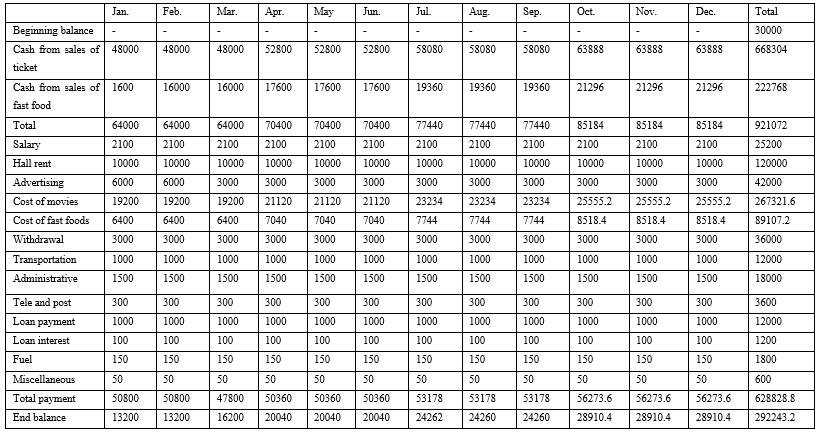 Jan. Feb. Mar. Apr. May Jun. Jul. Aug. Sep. Oct. Nov. Dec. Total
Beginning balance - - - - - - - - - - - - 30000
Cash from sales of ticket 48000 48000 48000 52800 52800 52800 58080 58080 58080 63888 63888 63888 668304
Cash from sales of fast food 1600 16000 16000 17600 17600 17600 19360 19360 19360 21296 21296 21296 222768
Total 64000 64000 64000 70400 70400 70400 77440 77440 77440 85184 85184 85184 921072
Salary 2100 2100 2100 2100 2100 2100 2100 2100 2100 2100 2100 2100 25200
Hall rent 10000 10000 10000 10000 10000 10000 10000 10000 10000 10000 10000 10000 120000
Advertising 6000 6000 3000 3000 3000 3000 3000 3000 3000 3000 3000 3000 42000
Cost of movies 19200 19200 19200 21120 21120 21120 23234 23234 23234 25555.2 25555.2 25555.2 267321.6
Cost of fast foods 6400 6400 6400 7040 7040 7040 7744 7744 7744 8518.4 8518.4 8518.4 89107.2
Withdrawal 3000 3000 3000 3000 3000 3000 3000 3000 3000 3000 3000 3000 36000
Transportation 1000 1000 1000 1000 1000 1000 1000 1000 1000 1000 1000 1000 12000
Administrative 1500 1500 1500 1500 1500 1500 1500 1500 1500 1500 1500 1500 18000
Tele and post 300 300 300 300 300 300 300 300 300 300 300 300 3600
Loan payment 1000 1000 1000 1000 1000 1000 1000 1000 1000 1000 1000 1000 12000
Loan interest 100 100 100 100 100 100 100 100 100 100 100 100 1200
Fuel 150 150 150 150 150 150 150 150 150 150 150 150 1800
Miscellaneous 50 50 50 50 50 50 50 50 50 50 50 50 600
Total payment 50800 50800 47800 50360 50360 50360 53178 53178 53178 56273.6 56273.6 56273.6 628828.8
End balance 13200 13200 16200 20040 20040 20040 24262 24260 24260 28910.4 28910.4 28910.4 292243.2